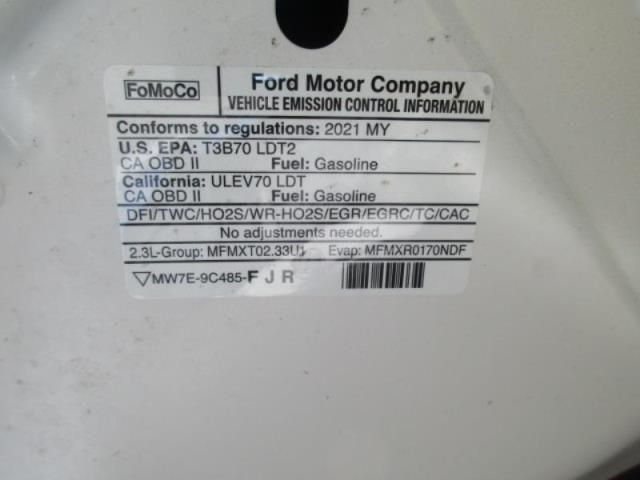 FoMoCo
Ford Motor Company
VEHICLE EMISSION CONTROL INFORMATION
Conforms to regulations: 2021 MY
U.S. EPA: T3B70 LDT2
CA OBD II Fuel: Gasoline
California: ULEV70 LDT
CA OBD II Fuel: Gasoline
DFI/TWC/HO2S/WR-HO2S/EGR/EGRC/TC/CAC
No adjustments needed.
2.3L-Group: MFMXT02.33U1 Evap: MFMXR0170NDF
▽MW7E-9C485-F J R